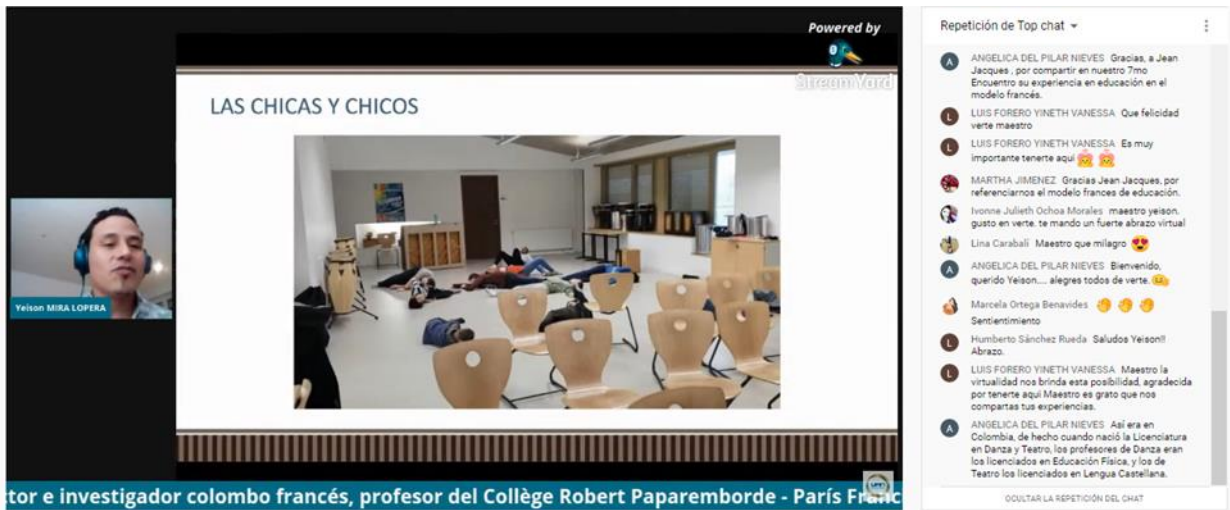 Powered by
StreamYard
LAS CHICAS Y CHICOS
Yeison MIRA LOPERA
ctor e investigador colombo francés, profesor del Collège Robert Paparemborde - París Franc
Repetición de Top chat
ANGELICA DEL PILAR NIEVES Gracias, a Jean
Jacques , por compartir en nuestro 7mo
Encuentro su experiencia en educación en el
modelo francés.
LUIS FORERO YINETH VANESSA Que felicidad
verte maestro
LUIS FORERO YINETH VANESSA Es muy
importante tenerte aquí
MARTHA JIMENEZ Gracias Jean Jacques, por
referenciarnos el modelo frances de educación.
Ivonne Julieth Ochoa Morales maestro yeison.
gusto en verte. te mando un fuerte abrazo virtual
Lina Carabalí Maestro que milagro
ANGELICA DEL PILAR NIEVES Bienvenido,
querido Yeison.... alegres todos de verte.
Marcela Ortega Benavides
Sentientimiento
Humberto Sánchez Rueda Saludos Yeison!!
Abrazo.
LUIS FORERO YINETH VANESSA Maestro la
virtualidad nos brinda esta posibilidad, agradecida
por tenerte aqui Maestro es grato que nos
compartas tus experiencias.
ANGELICA DEL PILAR NIEVES Así era en
Colombia, de hecho cuando nació la Licenciatura
en Danza y Teatro, los profesores de Danza eran
los licenciados en Educación Física, y los de
Teatro los licenciados en Lengua Castellana.
OCULTAR LA REPETICIÓN DEL CHAT